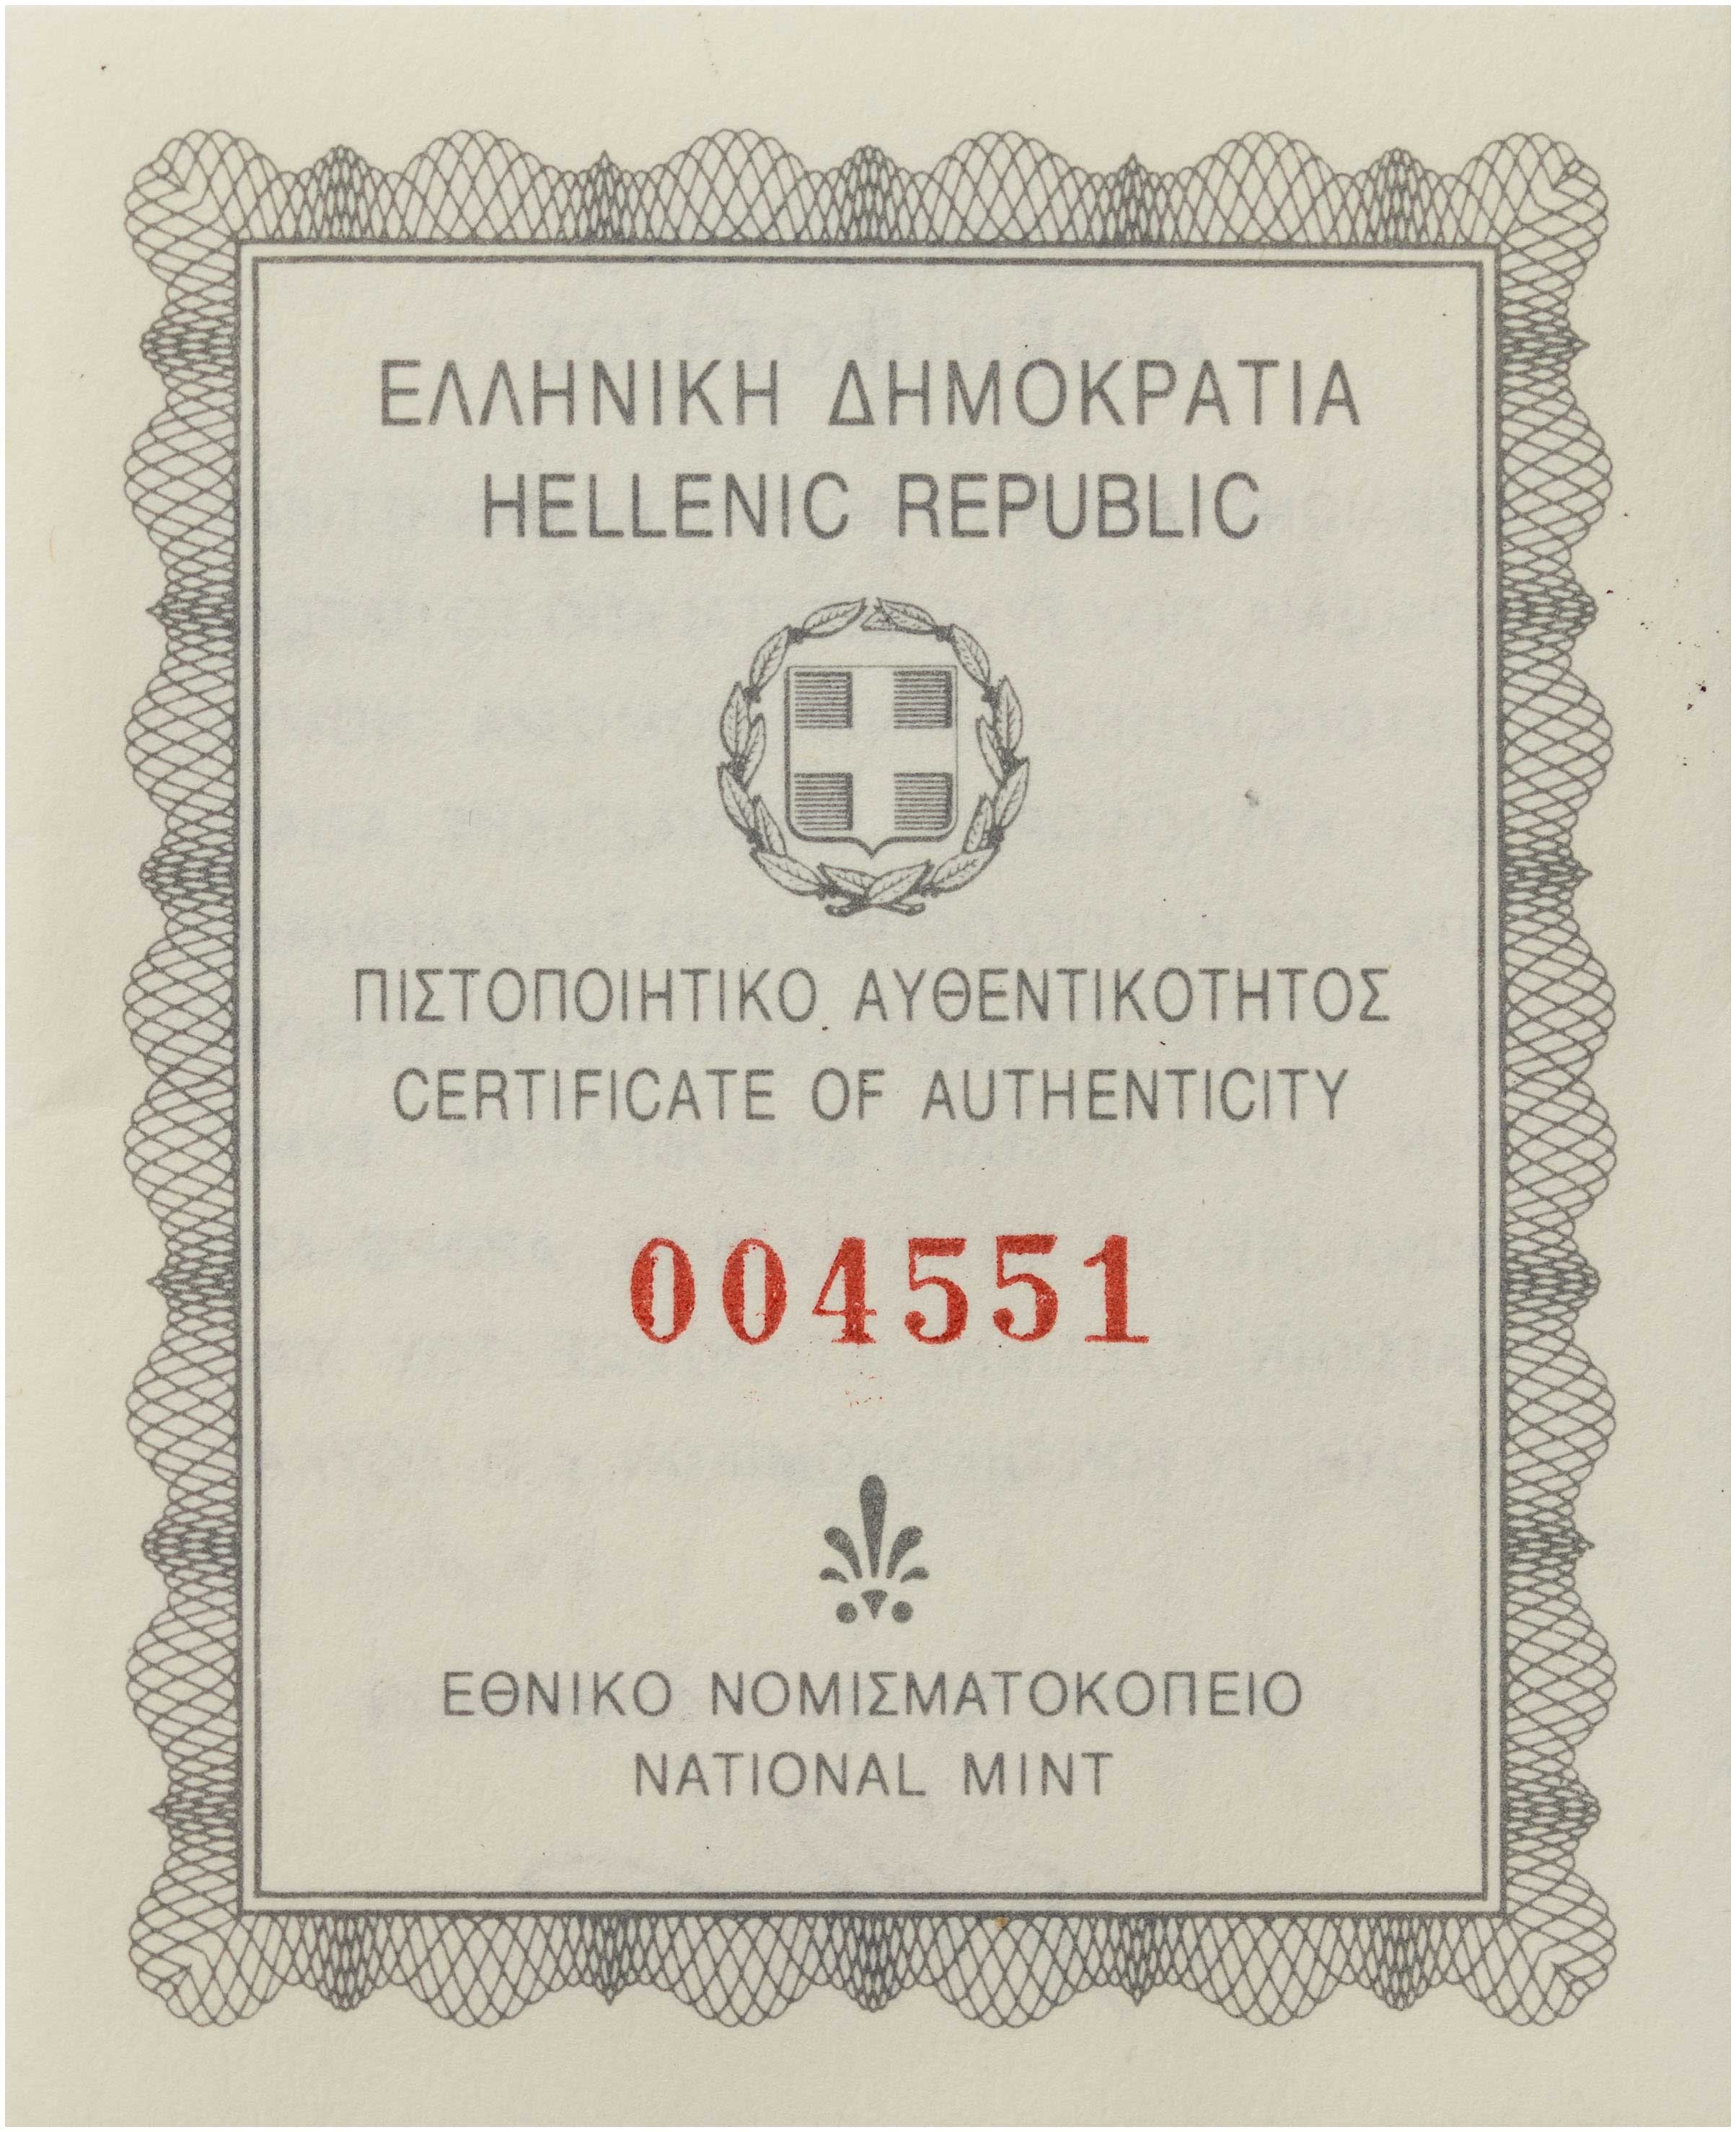 ΕΛΛΗΝΙΚΗ ΔΗΜΟΚΡΑΤΙΑ
HELLENIC REPUBLIC
ΠΙΣΤΟΠΟΙΗΤΙΚΟ ΑΥΘΕΝΤΙΚΟΤΗΤΟΣ
CERTIFICATE OF AUTHENTICITY
004551
ΕΘΝΙΚΟ ΝΟΜΙΣΜΑΤΟΚΟΠΕΙΟ
NATIONAL MINT